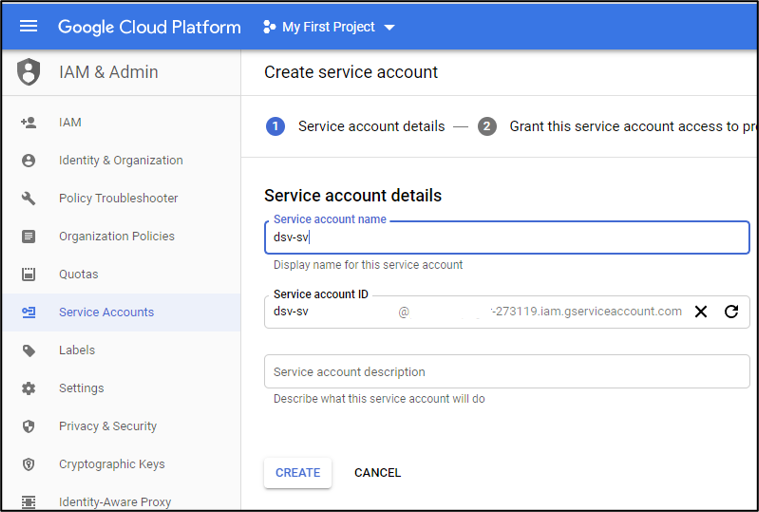 Google Cloud Platform My First Project
IAM & Admin
Create service account
IAM
Identity & Organization
Policy Troubleshooter
Organization Policies
Quotas
Service Accounts
Labels
Settings
Privacy & Security
Cryptographic Keys
Identity-Aware Proxy
1 Service account details — 2 Grant this service account access to
Service account details
Service account name
dsv-sv
Display name for this service account
Service account ID
dsv-sv @ -273119.iam.gserviceaccount.com
Service account description
Describe what this service account will do
CREATE CANCEL